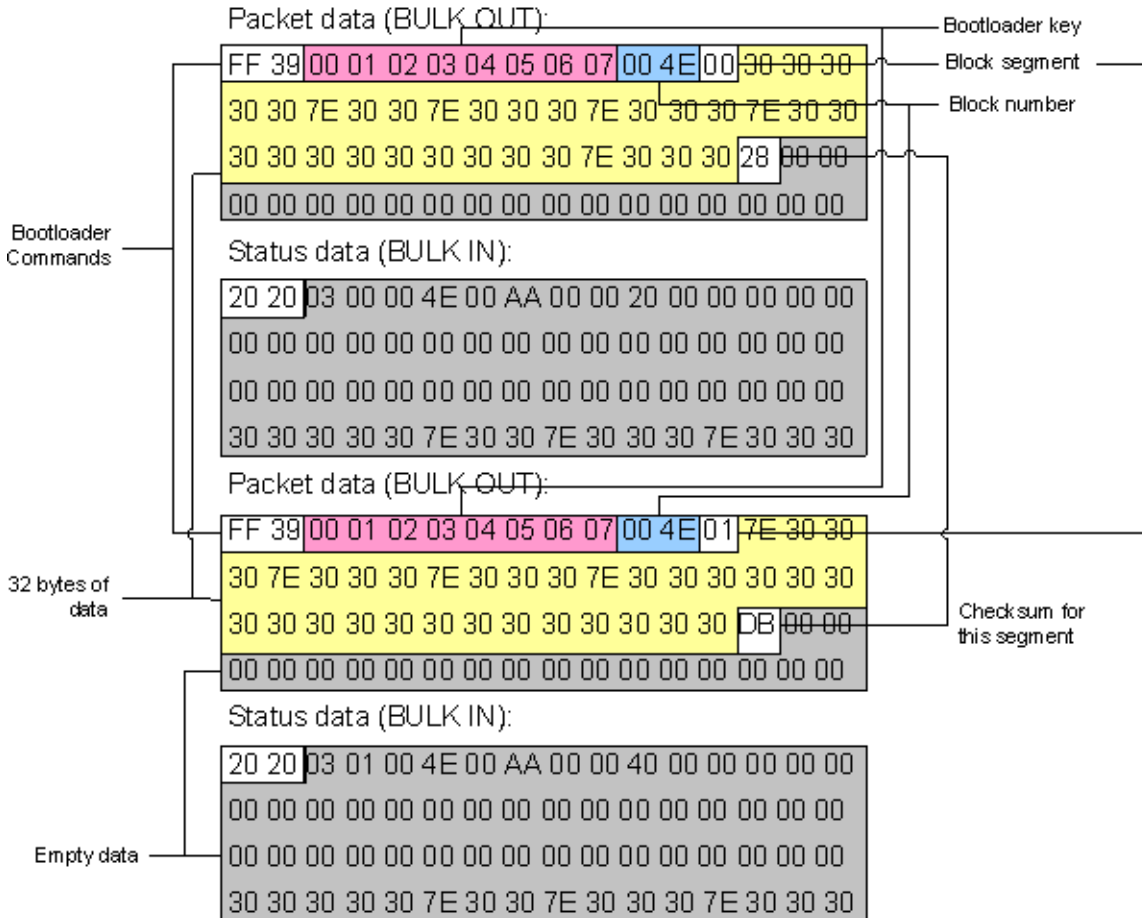 Packet data (BULK OUT):
Bootloader key
FF 39 00 01 02 03 04 05 06 07 00 4E 00 30 30 30
Block segment
30 30 7E 30 30 7E 30 30 30 7E 30 30 30 7E 30 30
Block number
30 30 30 30 30 30 30 30 30 7E 30 30 30 28 00 00
00 00 00 00 00 00 00 00 00 00 00 00 00 00 00 00
Bootloader
Commands
Status data (BULK IN):
20 20 03 00 00 4E 00 AA 00 00 20 00 00 00 00 00
00 00 00 00 00 00 00 00 00 00 00 00 00 00 00 00
00 00 00 00 00 00 00 00 00 00 00 00 00 00 00 00
30 30 30 30 30 7E 30 30 7E 30 30 30 7E 30 30 30
Packet data (BULK OUT):
FF 39 00 01 02 03 04 05 06 07 00 4E 01 7E 30 30
30 7E 30 30 30 7E 30 30 30 7E 30 30 30 30 30 30
32 bytes of
data
30 30 30 30 30 30 30 30 30 30 30 30 30 DB 00 00
Checksum for
this segment
00 00 00 00 00 00 00 00 00 00 00 00 00 00 00 00
Status data (BULK IN):
20 20 03 01 00 4E 00 AA 00 00 40 00 00 00 00 00
00 00 00 00 00 00 00 00 00 00 00 00 00 00 00 00
Empty data
00 00 00 00 00 00 00 00 00 00 00 00 00 00 00 00
30 30 30 30 30 7E 30 30 7E 30 30 30 7E 30 30 30